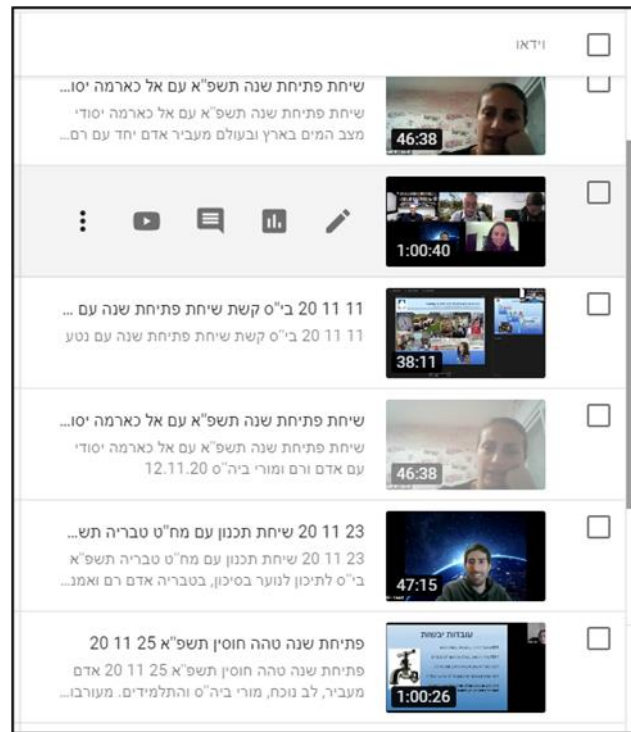 וידאו
שיחת פתיחת שנה תשפ"א עם אל כארמה יסו...
שיחת פתיחת שנה תשפ"א עם אל כארמה יסודי
מצב המים בארץ ובעולם מעביר אדם יחד עם רם...
46:38
1:00:40
11 11 20 בי"ס קשת שיחת פתיחת שנה עם ...
11 11 20 בי"ס קשת שיחת פתיחת שנה עם נטע
38:11
שיחת פתיחת שנה תשפ"א עם אל כארמה יסו...
שיחת פתיחת שנה תשפ"א עם אל כארמה יסודי
עם אדם ורם ומורי ביה"ס 12.11.20
46:38
23 11 20 שיחת תכנון עם מח"ט טבריה תש...
23 11 20 שיחת תכנון עם מח"ט טבריה תשפ"א
בי"ס לתיכון לנוער בסיכון, בטבריה אדם רם ואמנ...
47:15
פתיחת שנה טהה חוסין תשפ"א 25 11 20
פתיחת שנה טהה חוסין תשפ"א 25 11 20 אדם
מעביר, לב נוכח, מורי ביה"ס והתלמידים. מעורבו...
עובדות יבשות
1:00:26